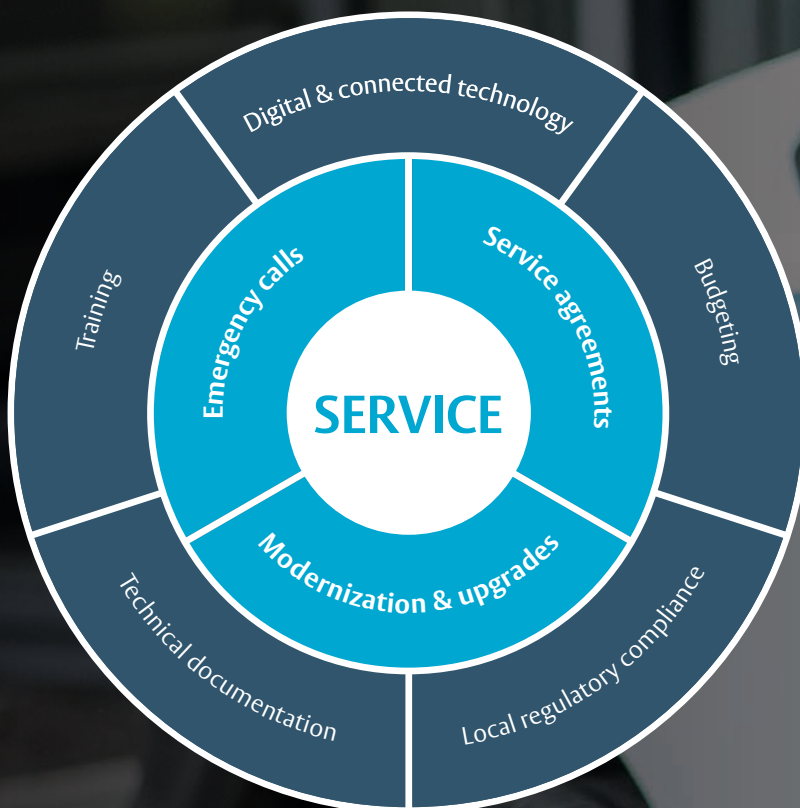 Digital & connected technology
Training
Budgeting
Emergency calls
Service agreements
SERVICE
Modernization & upgrades
Technical documentation
Local regulatory compliance